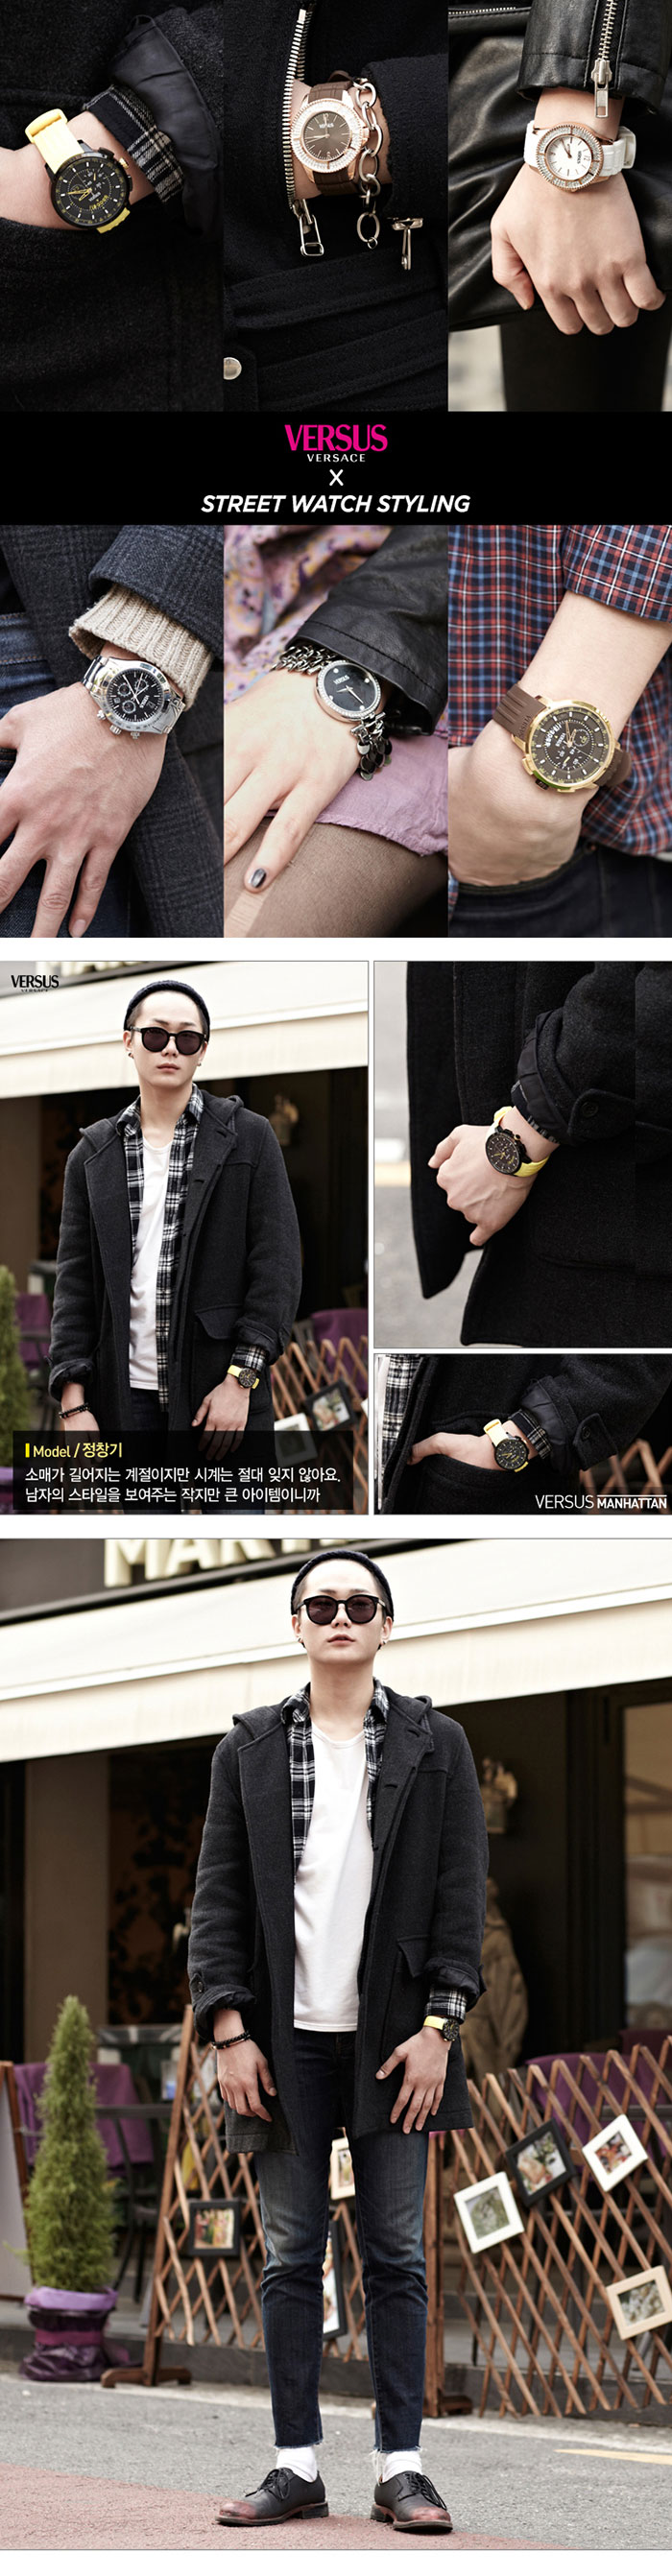 VERSUS
VERSACE
X
STREET WATCH STYLING
VERSUS
VERSACE
Model / 정창기
소매가 길어지는 계절이지만 시계는 절대 잊지 않아요.
남자의 스타일을 보여주는 작지만 큰 아이템이니까
VERSUS MANHATTAN